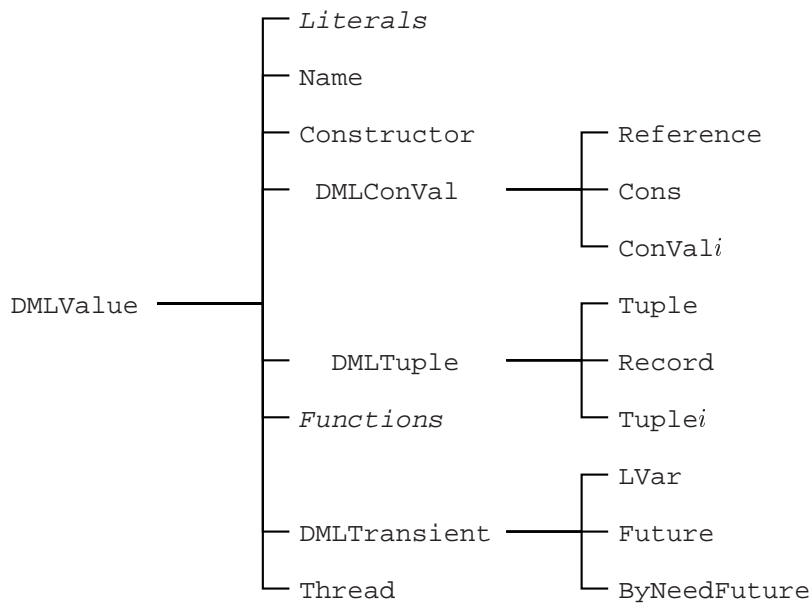 Literals
Name
Constructor
Reference
DMLConVal
Cons
ConVali
DMLValue
Tuple
DMLTuple
Record
Functions
Tuplei
LVar
DMLTransient
Future
Thread
ByNeedFuture